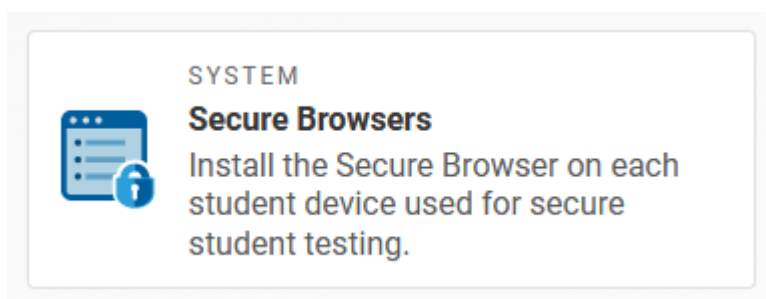 SYSTEM
Secure Browsers
Install the Secure Browser on each
student device used for secure
student testing.